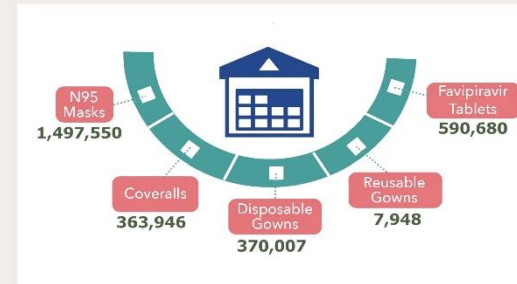 N95
Masks
1,497,550
Coveralls
363,946
Disposable
Gowns
370,007
Reusable
Gowns
7,948
Favipiravir
Tablets
590,680